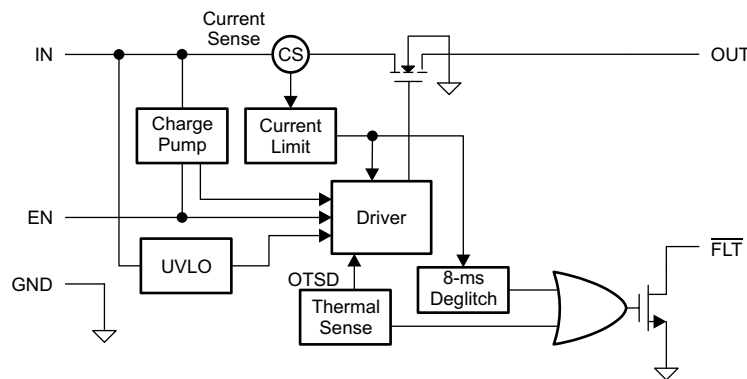 Current
Sense
IN
CS
OUT
Charge
Pump
Current
Limit
EN
Driver
FLT
UVLO
GND
OTSD
8-ms
Deglitch
Thermal
Sense